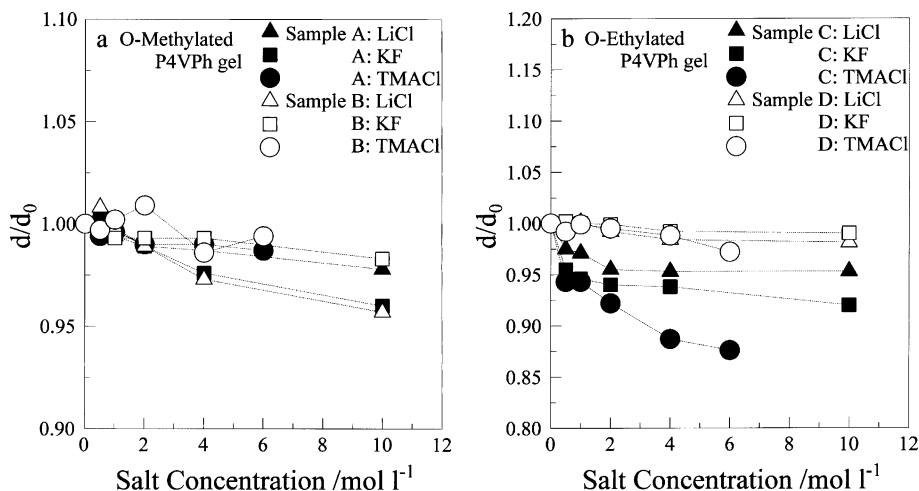 a
O-Methylated
P4VPh gel
Sample A: LiCl
A: KF
A: TMACl
Sample B: LiCl
B: KF
B: TMACl
1.10
1.05
1.00
0.95
0.90
d/d0
0 2 4 6 8 10 12
Salt Concentration /mol l-1
b
O-Ethylated
P4VPh gel
Sample C: LiCl
C: KF
C: TMACl
Sample D: LiCl
D: KF
D: TMACl
1.20
1.15
1.10
1.05
1.00
0.95
0.90
0.85
0.80
d/d0
0 2 4 6 8 10 12
Salt Concentration /mol l-1